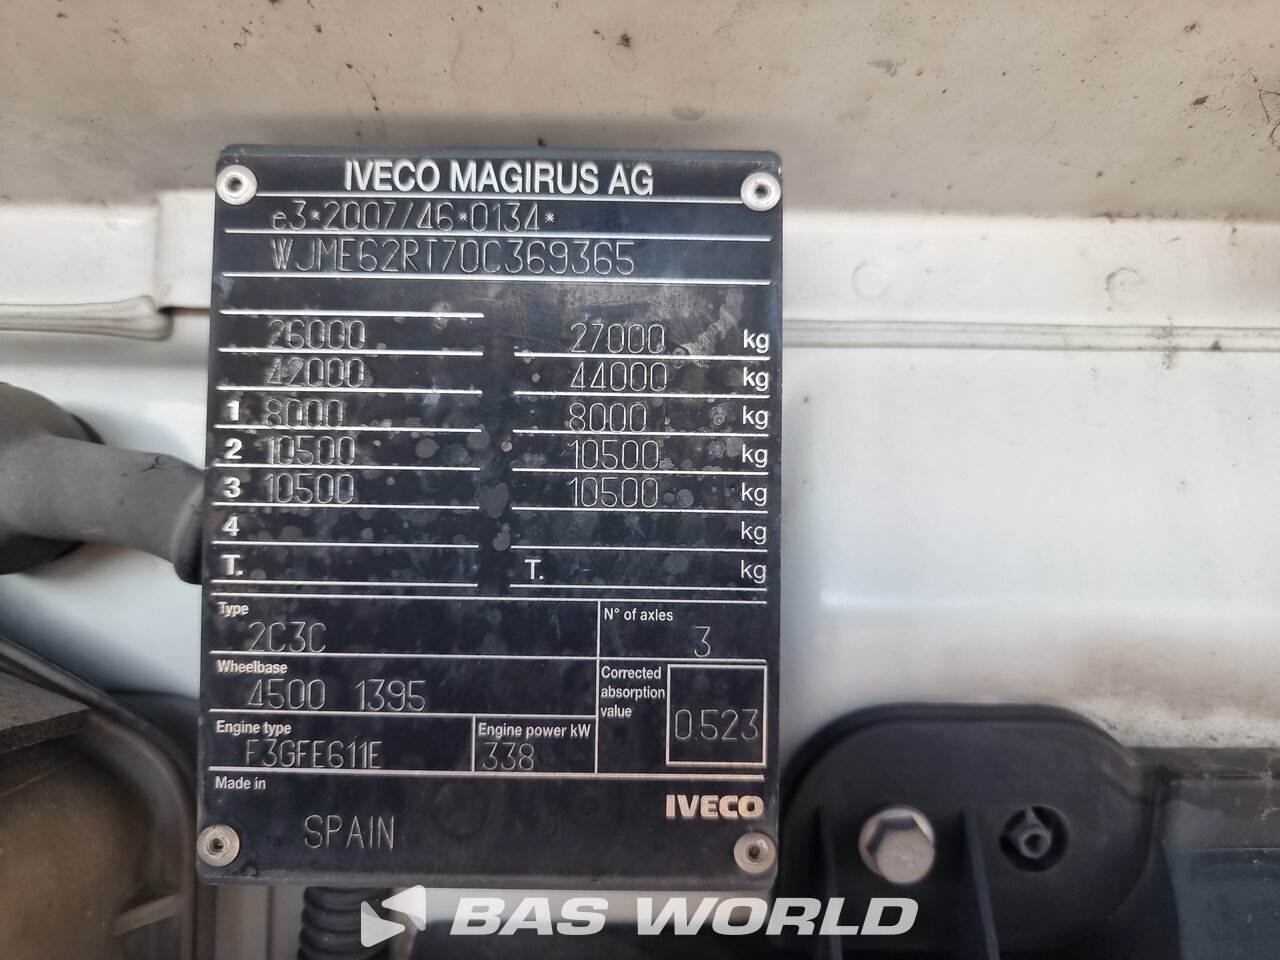 IVECO MAGIRUS AG
e3*2007/46*0134*
WJME62RT70C369365
26000 27000 kg
42000 44000 kg
1 8000 8000 kg
2 10500 10500 kg
3 10500 10500 kg
4 kg
T. T. kg
Type
2C3C
N° of axles
3
Wheelbase
4500 1395
Corrected
absorption
value
0.523
Engine type
F3GFE611E
Engine power kW
338
Made in
SPAIN
IVECO
BAS WORLD